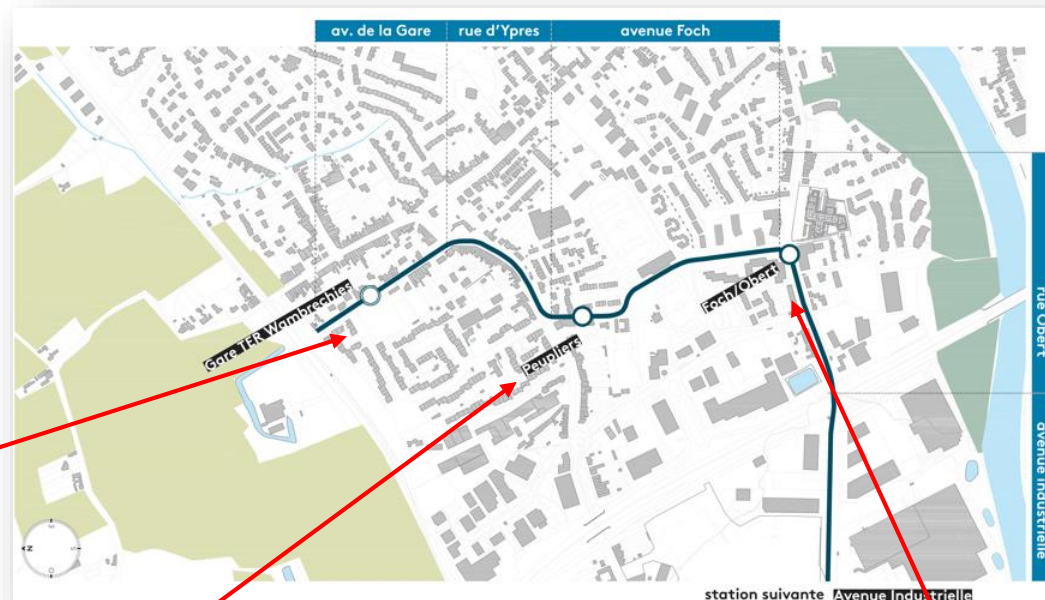 av. de la Gare
rue d'Ypres
avenue Foch
Gare TER Wambrechies
Peupliers
Foch/Obert
rue Obert
avenue industrielle
station suivante Avenue Industrielle
N